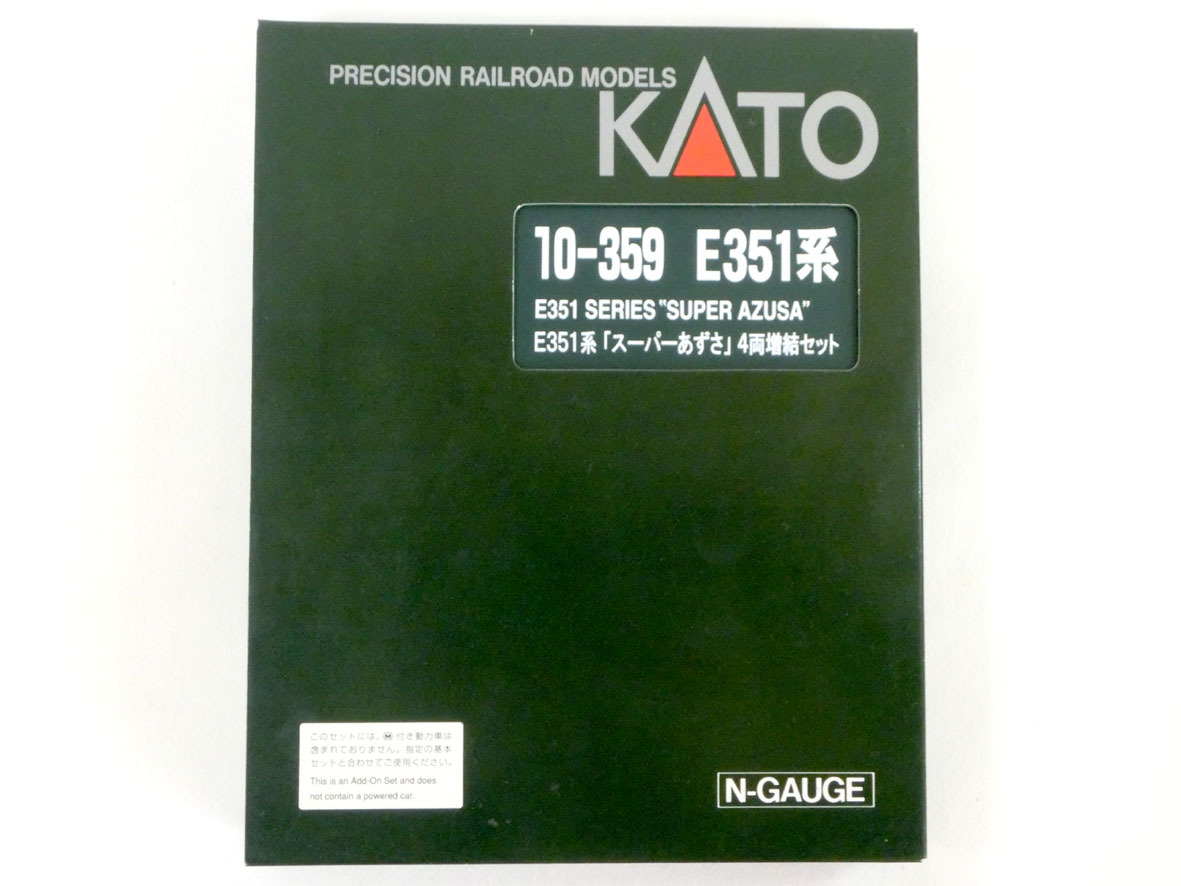 PRECISION RAILROAD MODELS
KATO
10-359 E351系
E351 SERIES "SUPER AZUSA"
E351系「スーパーあずさ」4両増結セット
このセットには、Ⓜ付き動力車は
含まれておりません。指定の基本
セットと合わせてご使用ください。
This is an Add-On Set and does
not contain a powered car.
N-GAUGE